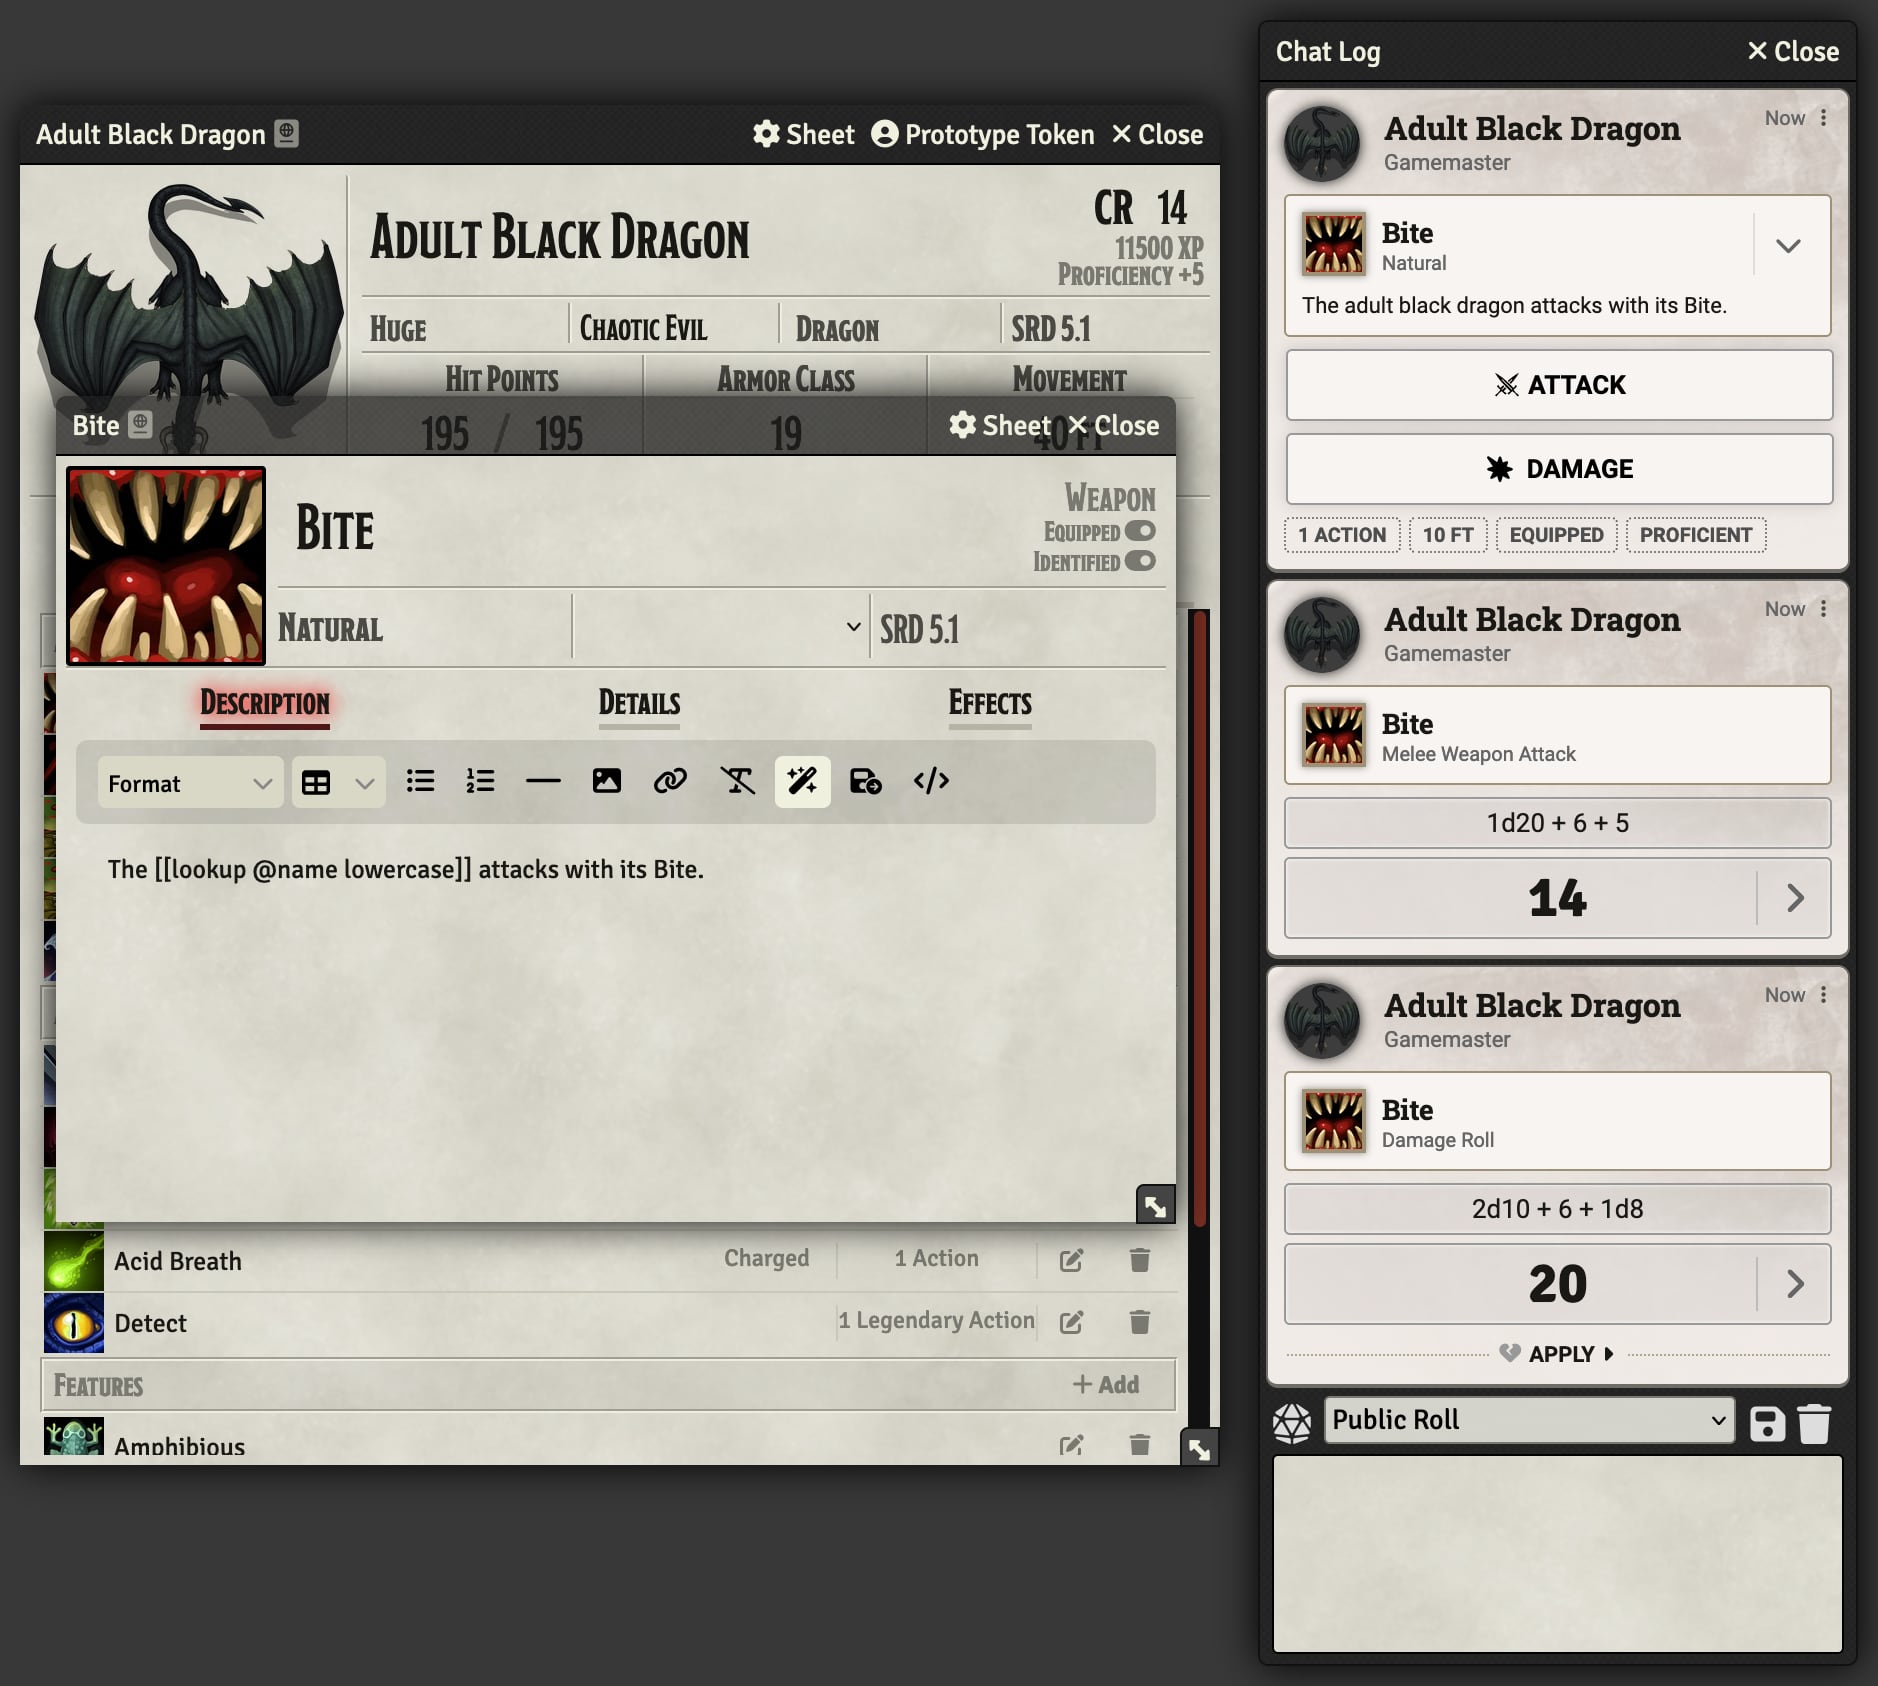 Adult Black Dragon Sheet Prototype Token Close
Adult Black Dragon
CR 14
11500 XP
Proficiency +5
Huge Chaotic Evil Dragon SRD 5.1
Hit Points Armor Class Movement
195 / 195 19 40 FT
Bite Sheet Close
Bite
Weapon
Equipped
Identified
Natural SRD 5.1
Description Details Effects
Format
The [[lookup @name lowercase]] attacks with its Bite.
Acid Breath Charged 1 Action
Detect 1 Legendary Action
Features Add
Amphibious
Chat Log Close
Adult Black Dragon Now
Gamemaster
Bite
Natural
The adult black dragon attacks with its Bite.
ATTACK
DAMAGE
1 ACTION 10 FT EQUIPPED PROFICIENT
Adult Black Dragon Now
Gamemaster
Bite
Melee Weapon Attack
1d20 + 6 + 5
14
Adult Black Dragon Now
Gamemaster
Bite
Damage Roll
2d10 + 6 + 1d8
20
APPLY
Public Roll